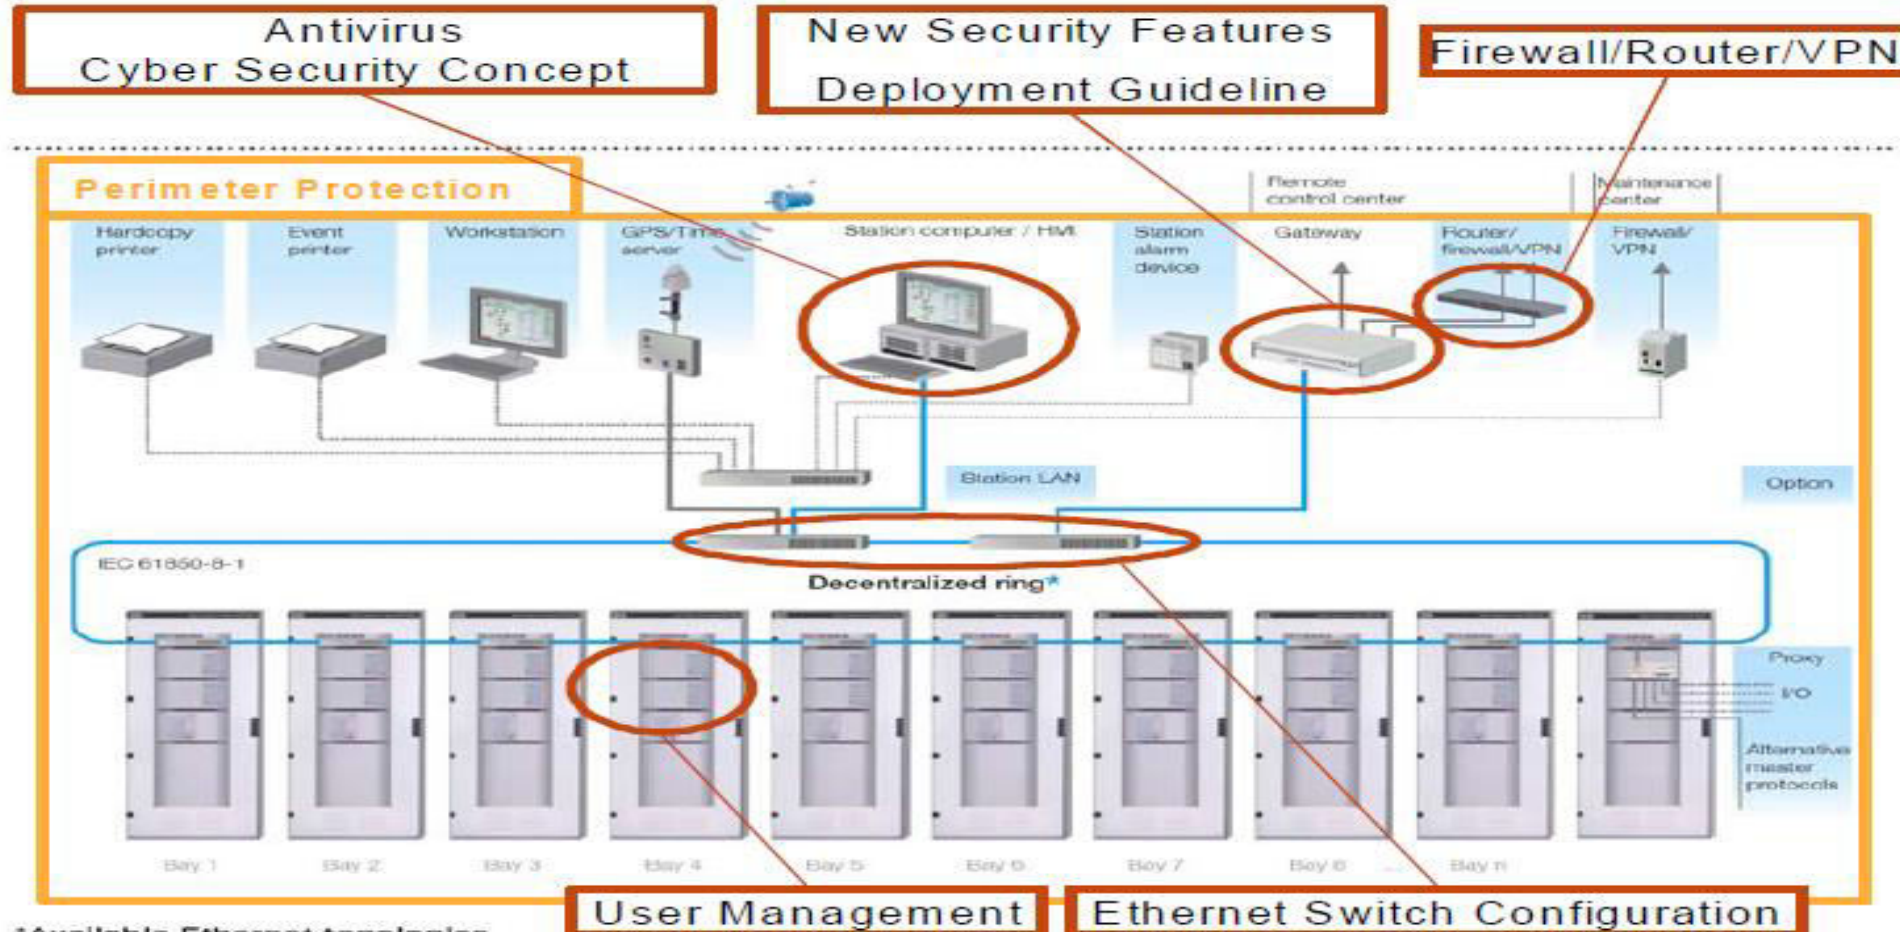 Antivirus
Cyber Security Concept
New Security Features
Deployment Guideline
Firewall/Router/VPN
Perimeter Protection
Remote
control center
Maintenance
center
Hardcopy
printer
Event
printer
Workstation
GPS/Time
server
Station computer / HMI
Station
alarm
device
Gateway
Router/
firewall/VPN
Firewall/
VPN
Station LAN
Option
IEC 61850-8-1
Decentralized ring*
Proxy
I/O
Alternative
master
protocols
Bay 1
Bay 2
Bay 3
Bay 4
Bay 5
Bay 6
Bay 7
Bay 8
...
Bay n
User Management
Ethernet Switch Configuration
*Available Ethernet topologies